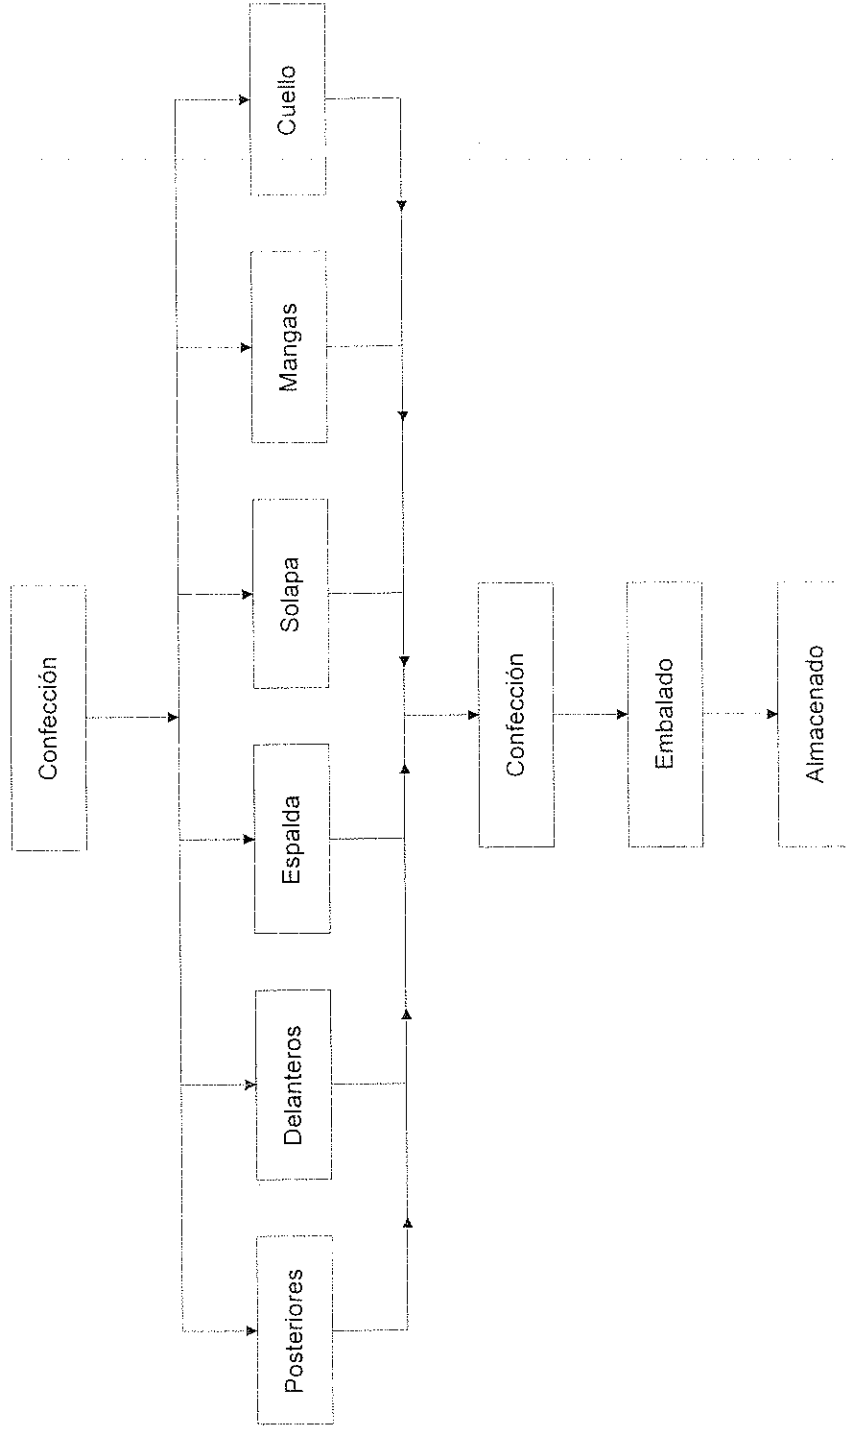 Confección
Cuello
Mangas
Solapa
Espalda
Delanteros
Posteriores
Confección
Embalado
Almacenado